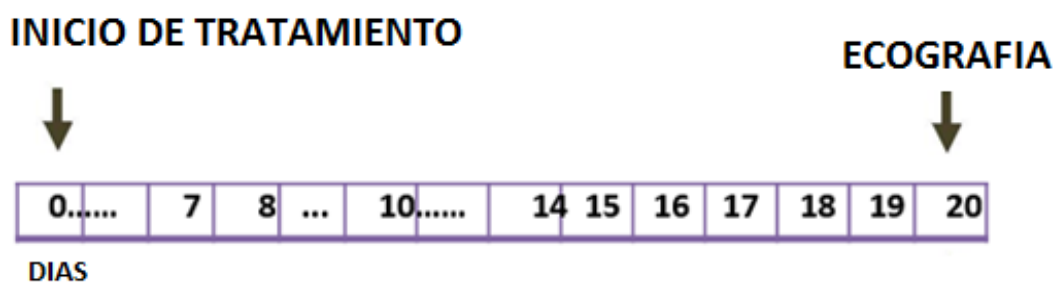 INICIO DE TRATAMIENTO
ECOGRAFIA
0...... 7 8 ... 10...... 14 15 16 17 18 19 20
DIAS